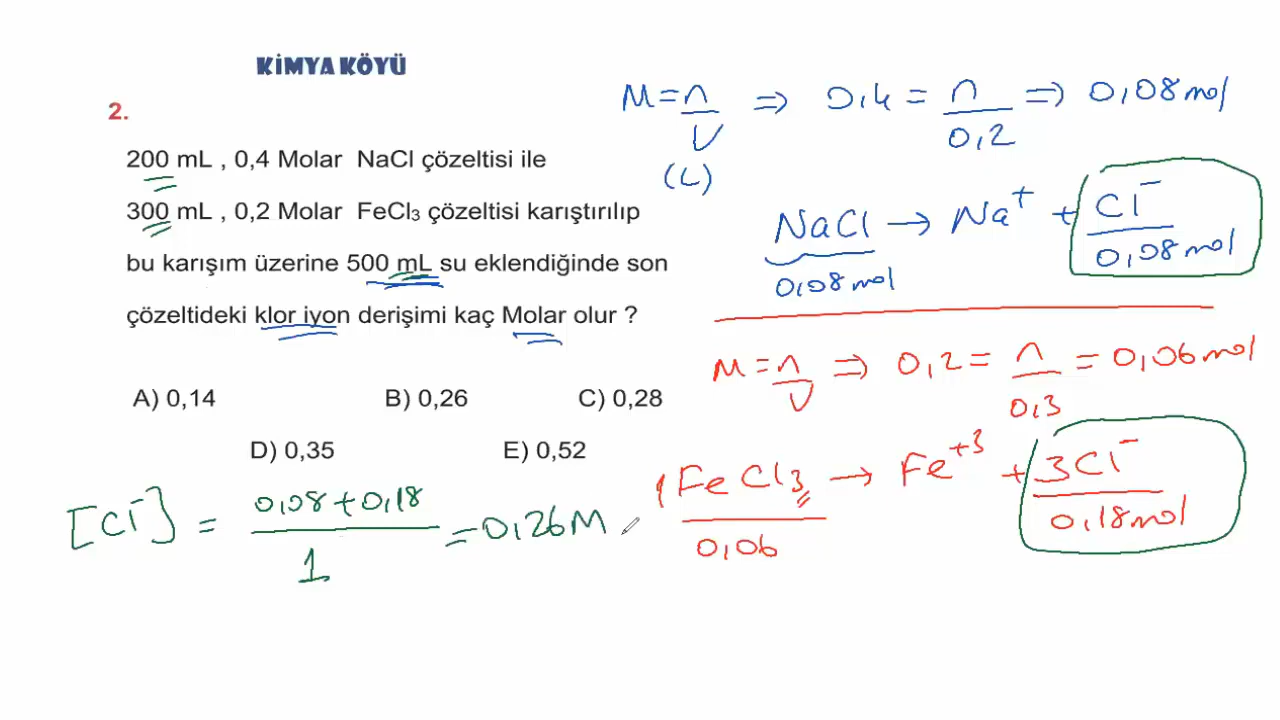 KİMYA KÖYÜ
2.
200 mL , 0,4 Molar NaCl çözeltisi ile
300 mL , 0,2 Molar FeCl₃ çözeltisi karıştırılıp
bu karışım üzerine 500 mL su eklendiğinde son
çözeltideki klor iyon derişimi kaç Molar olur ?
A) 0,14 B) 0,26 C) 0,28
D) 0,35 E) 0,52
[Cl⁻] = 0,08 + 0,18 / 1 = 0,26 M
M = n / V ⇒ 0,4 = n / 0,2 ⇒ 0,08 mol
(L)
NaCl → Na⁺ + Cl⁻
0,08 mol 0,08 mol
M = n / V ⇒ 0,2 = n / 0,3 = 0,06 mol
1FeCl₃ → Fe⁺³ + 3Cl⁻
0,06 0,18 mol